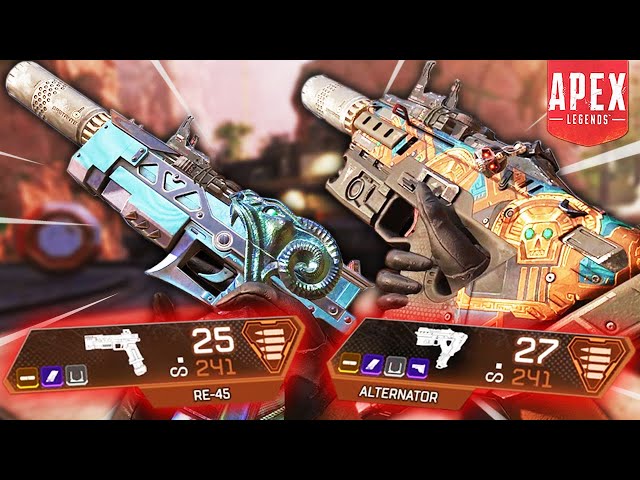 APEX
LEGENDS
25
S. 241
RE-45
27
S. 241
ALTERNATOR